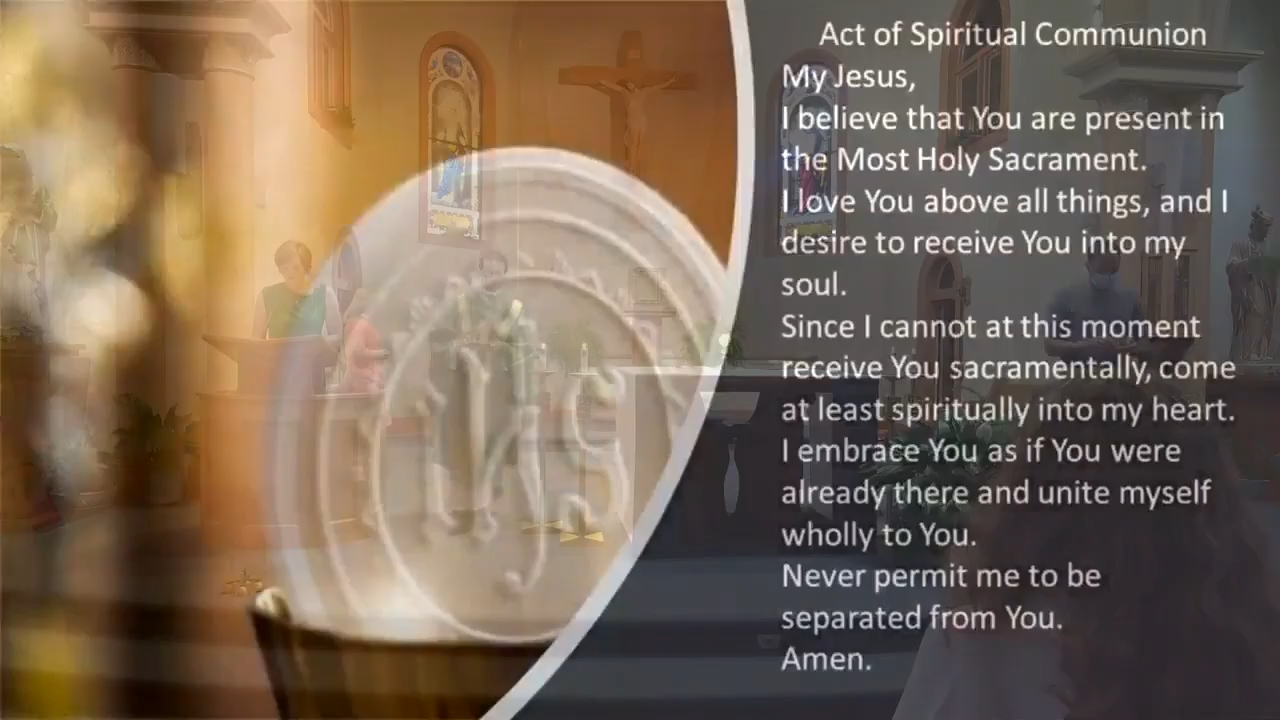 Act of Spiritual Communion
My Jesus,
I believe that You are present in
the Most Holy Sacrament.
I love You above all things, and I
desire to receive You into my
soul.
Since I cannot at this moment
receive You sacramentally, come
at least spiritually into my heart.
I embrace You as if You were
already there and unite myself
wholly to You.
Never permit me to be
separated from You.
Amen.